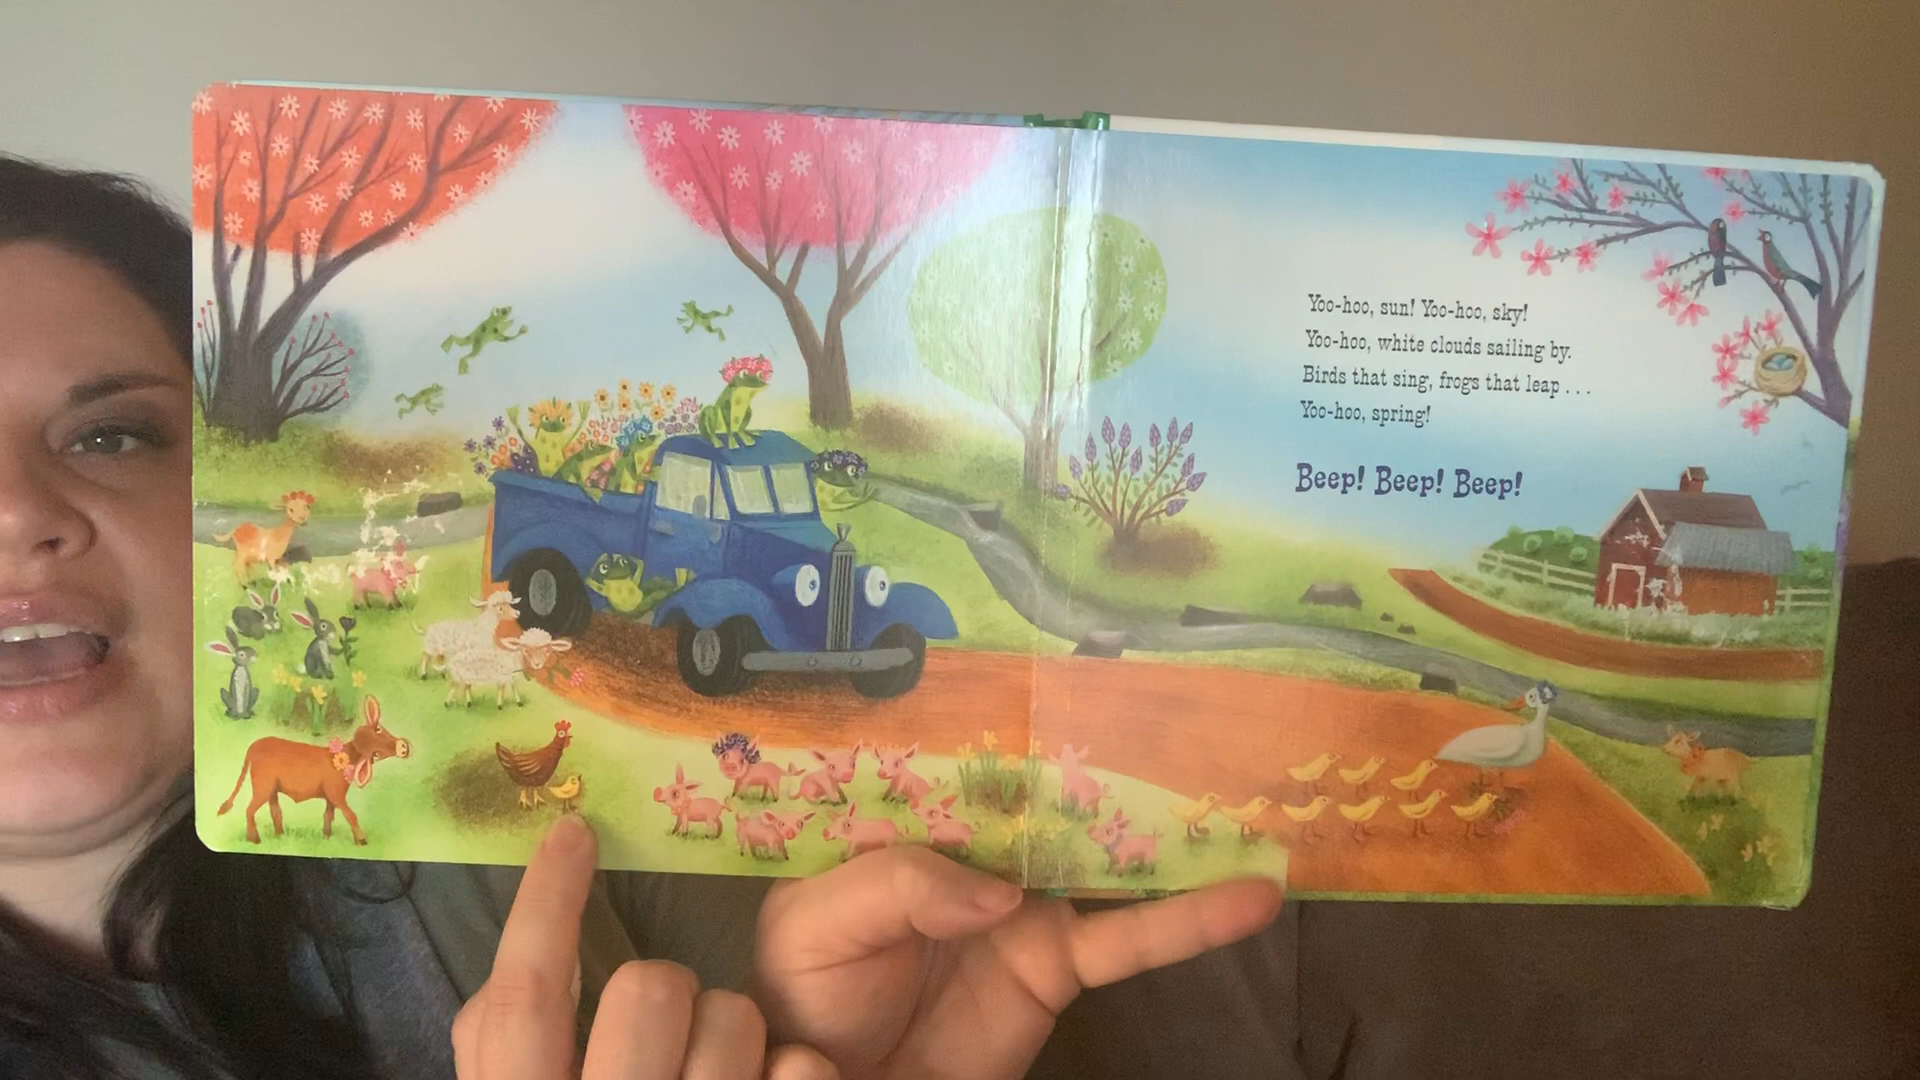 Yoo-hoo, sun! Yoo-hoo, sky!
Yoo-hoo, white clouds sailing by.
Birds that sing, frogs that leap . . .
Yoo-hoo, spring!
Beep! Beep! Beep!